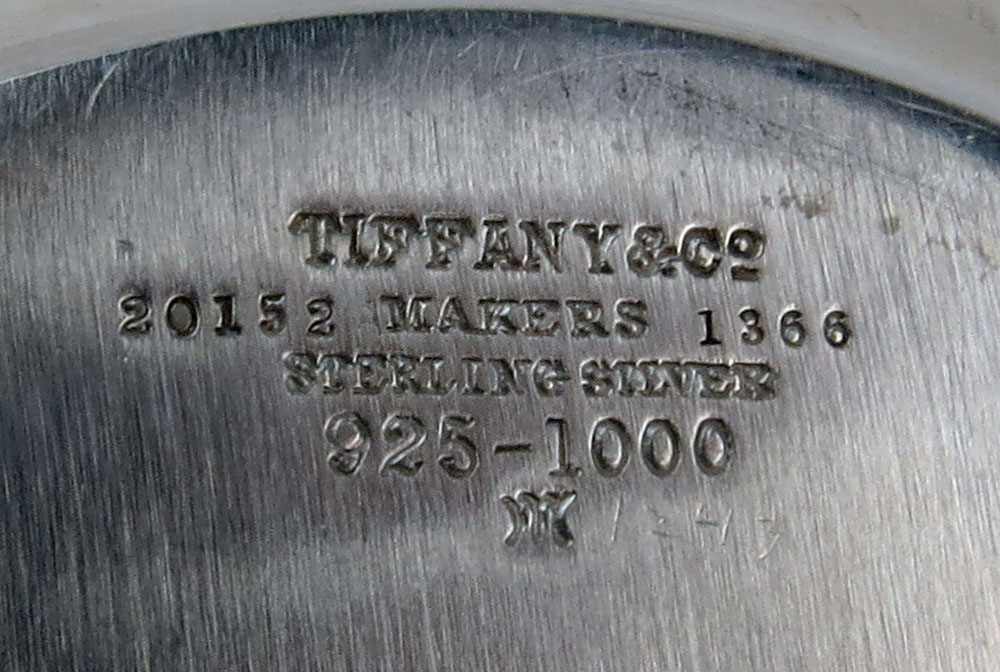 TIFFANY & Cº
20152 MAKERS 1366
STERLING SILVER
925-1000
M